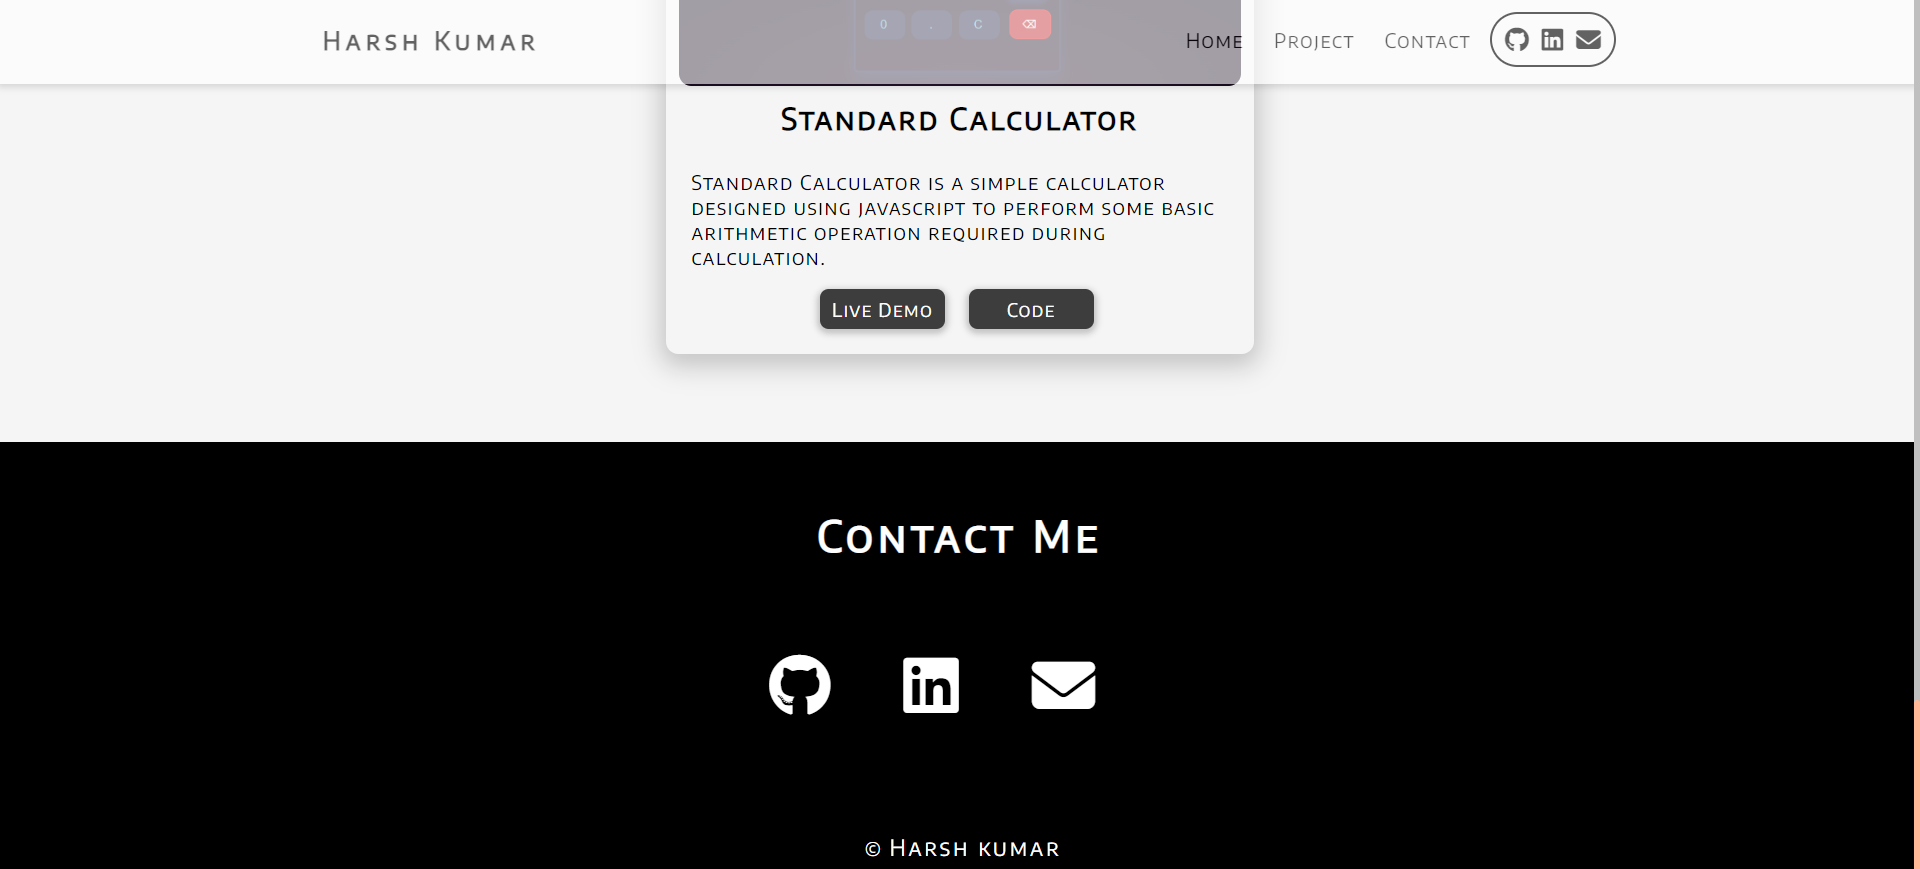 Harsh Kumar
0 . C
Home Project Contact
Standard Calculator
Standard Calculator is a simple calculator
designed using javascript to perform some basic
arithmetic operation required during
calculation.
Live Demo Code
Contact Me
© Harsh kumar